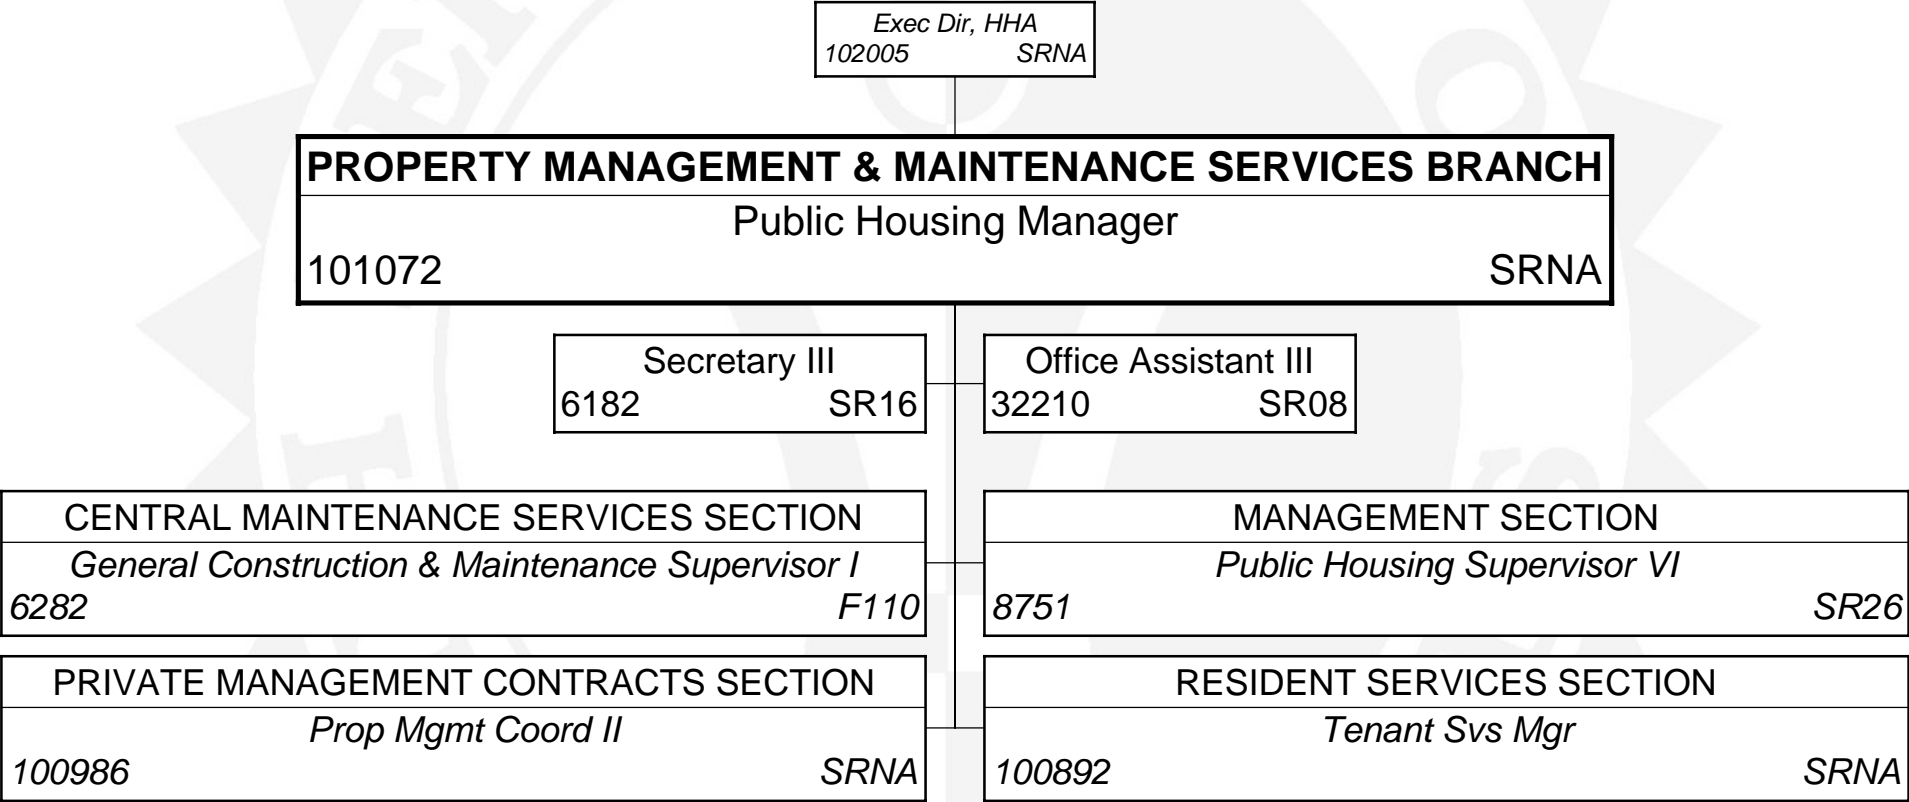 Exec Dir, HHA
102005 SRNA
PROPERTY MANAGEMENT & MAINTENANCE SERVICES BRANCH
Public Housing Manager
101072 SRNA
Secretary III
6182 SR16
Office Assistant III
32210 SR08
CENTRAL MAINTENANCE SERVICES SECTION
General Construction & Maintenance Supervisor I
6282 F110
MANAGEMENT SECTION
Public Housing Supervisor VI
8751 SR26
PRIVATE MANAGEMENT CONTRACTS SECTION
Prop Mgmt Coord II
100986 SRNA
RESIDENT SERVICES SECTION
Tenant Svs Mgr
100892 SRNA